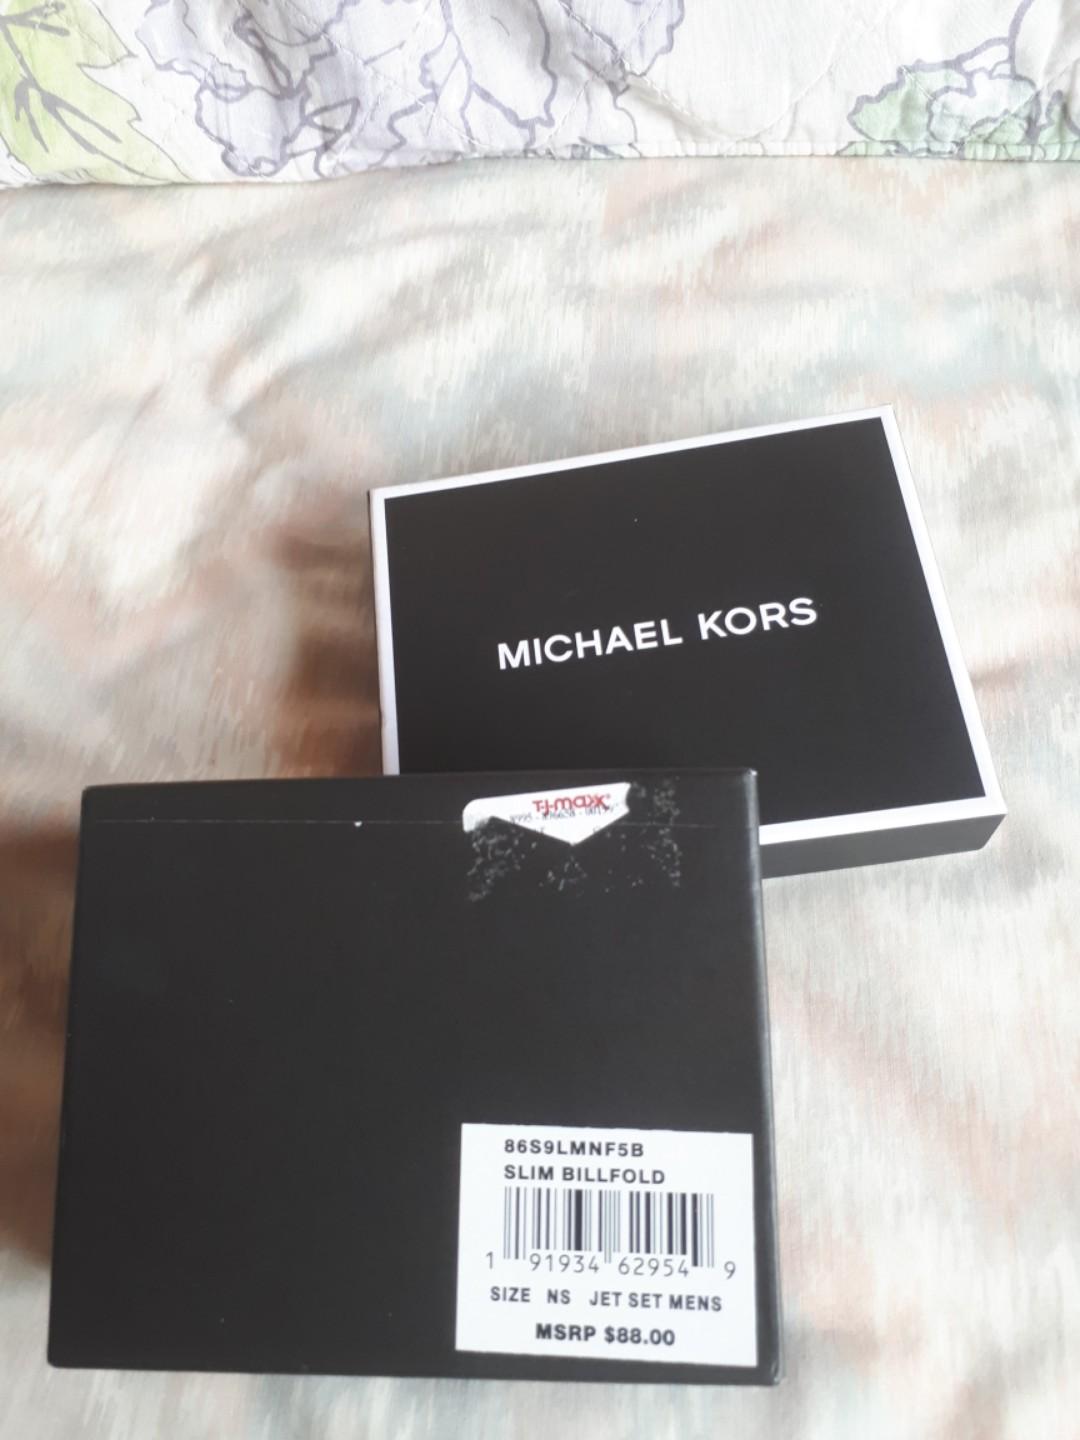 MICHAEL KORS
T.J.maxx
86S9LMNF5B
SLIM BILLFOLD
1 91934 62954 9
SIZE NS JET SET MENS
MSRP $88.00